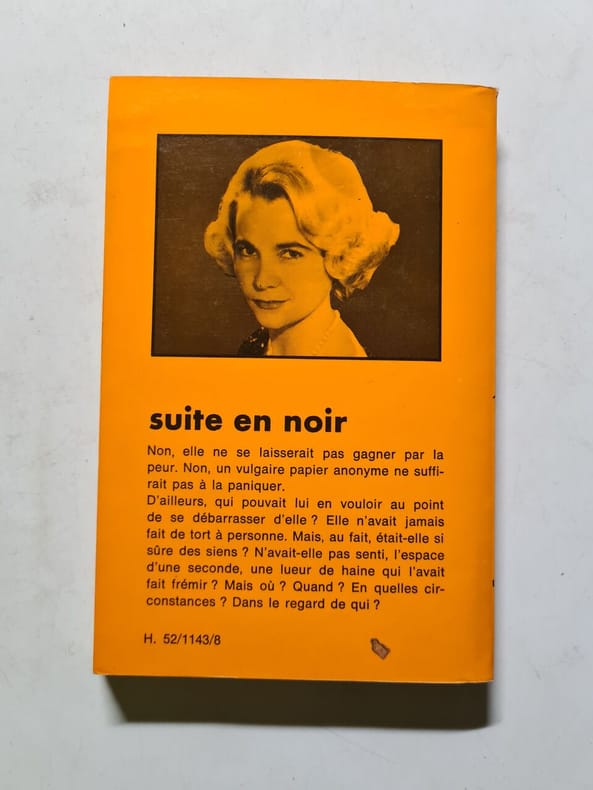 suite en noir
Non, elle ne se laisserait pas gagner par la
peur. Non, un vulgaire papier anonyme ne suffi-
rait pas à la paniquer.
D'ailleurs, qui pouvait lui en vouloir au point
de se débarrasser d'elle ? Elle n'avait jamais
fait de tort à personne. Mais, au fait, était-elle si
sûre des siens ? N'avait-elle pas senti, l'espace
d'une seconde, une lueur de haine qui l'avait
fait frémir ? Mais où ? Quand ? En quelles cir-
constances ? Dans le regard de qui ?
H. 52/1143/8